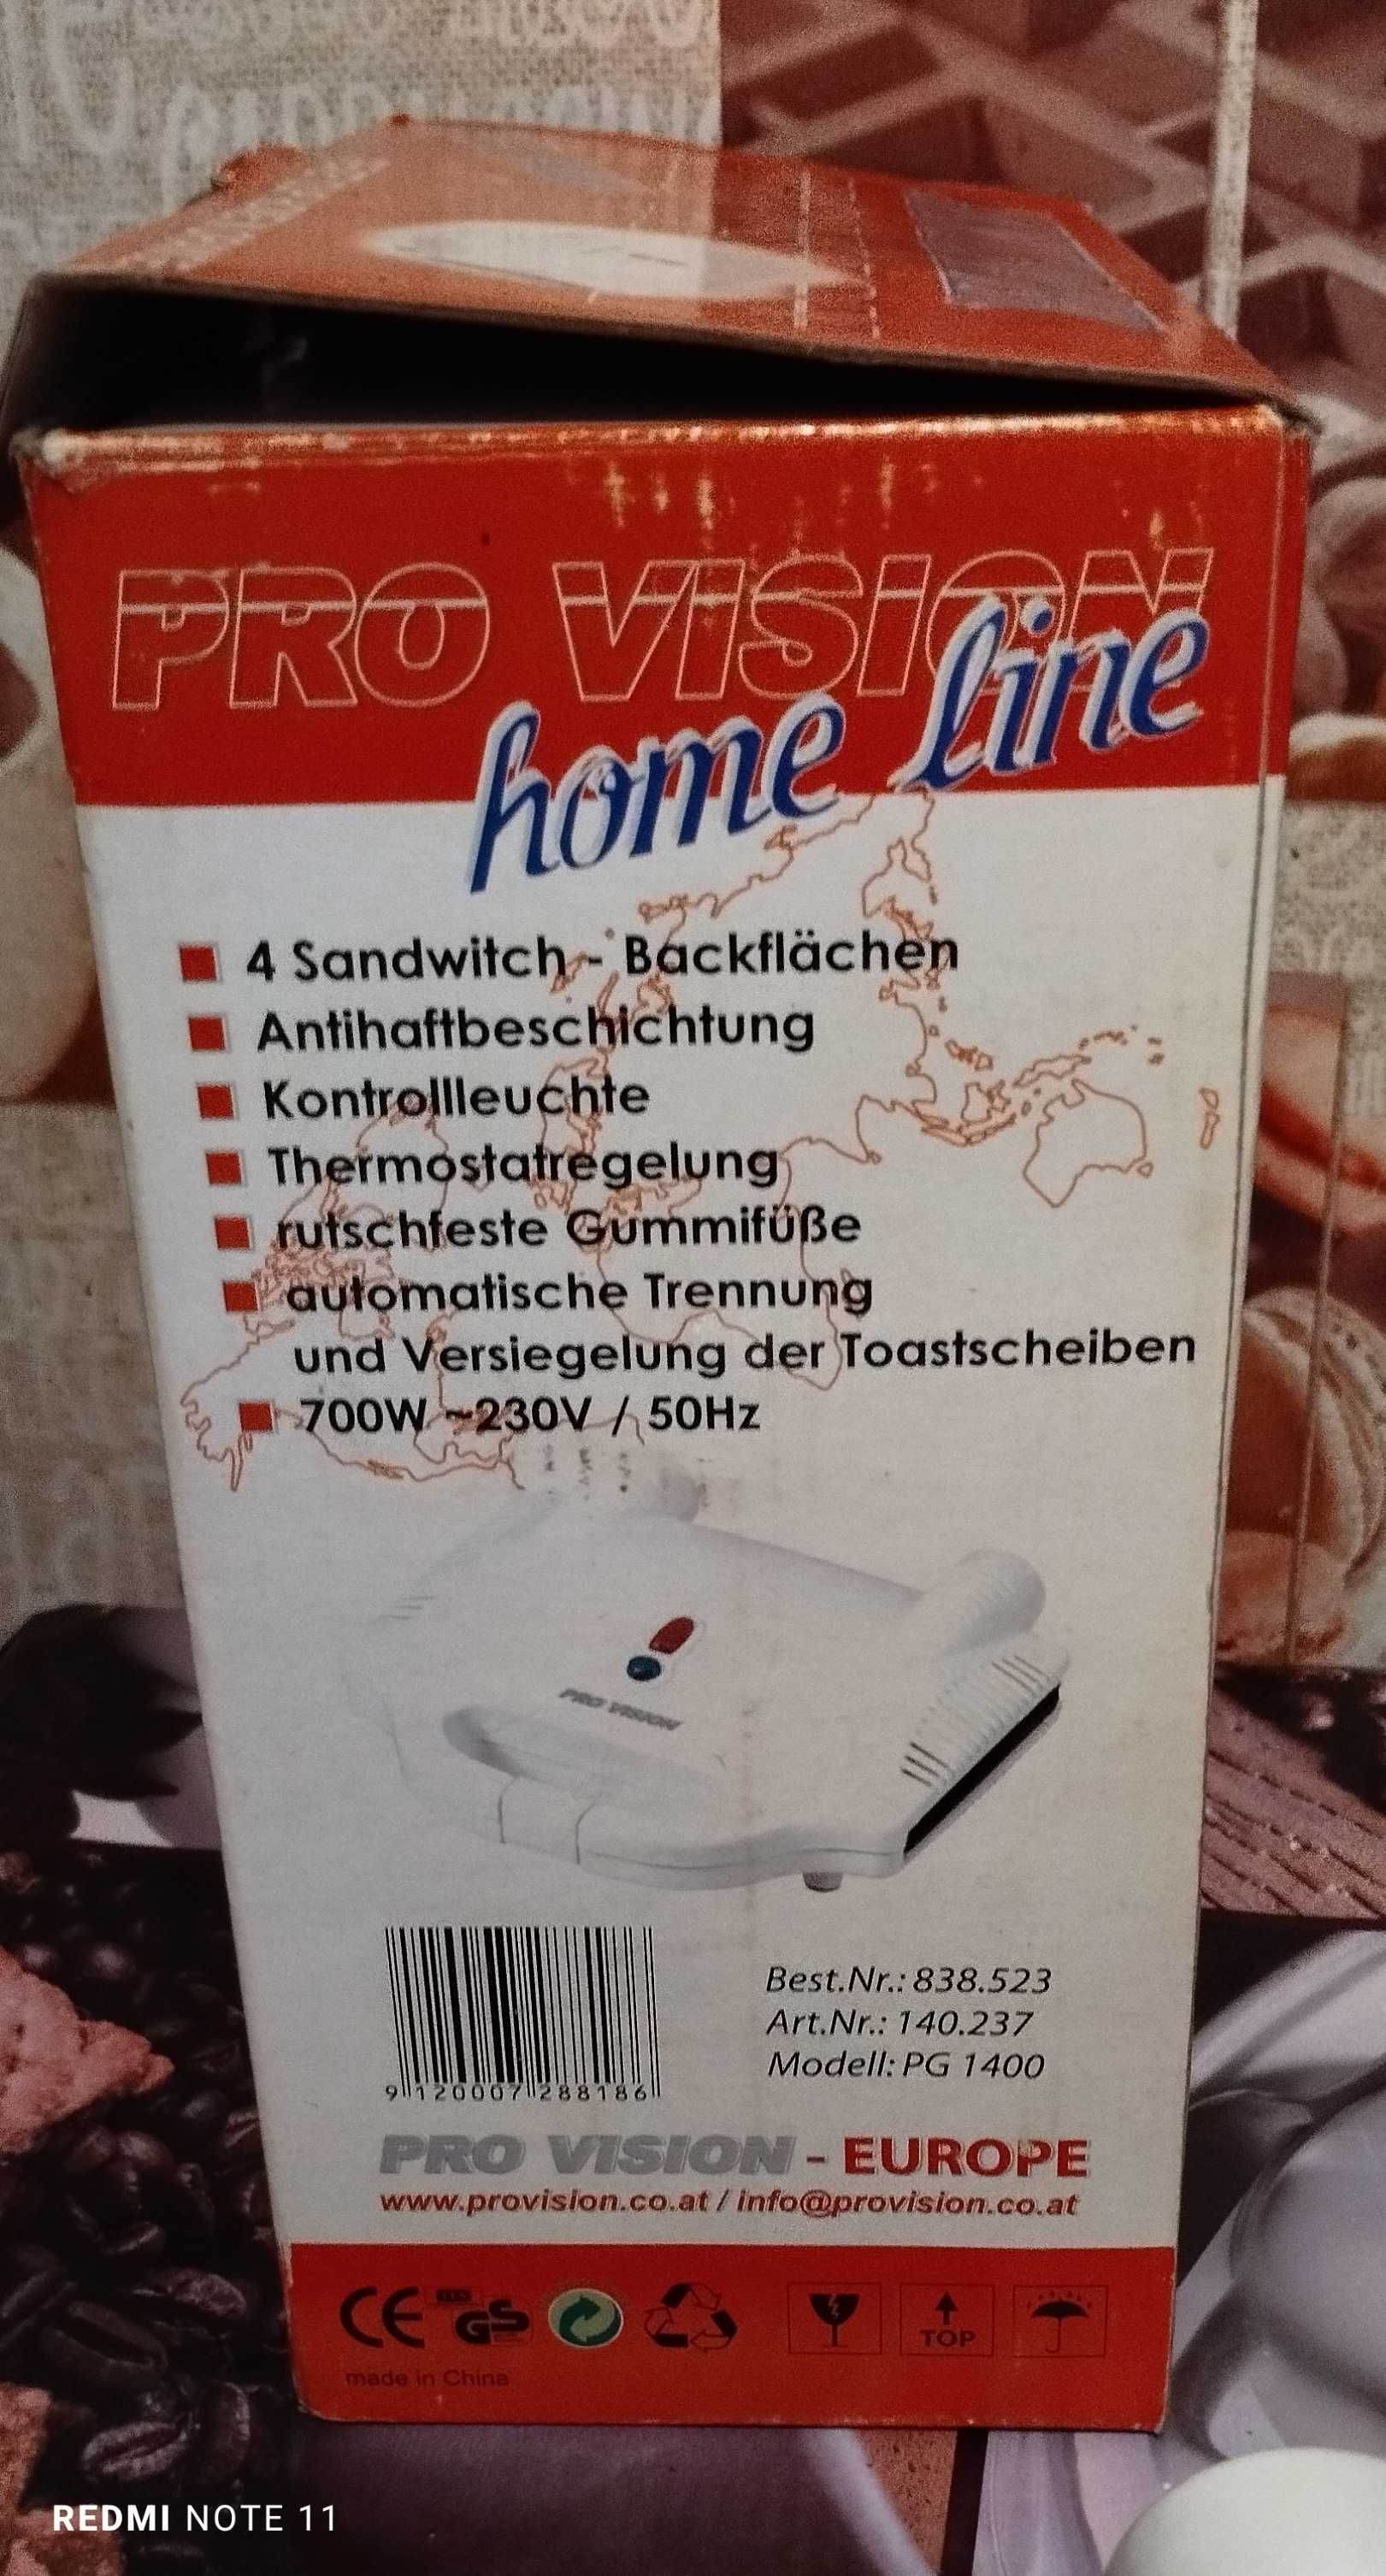 PRO VISION
home line
4 Sandwitch - Backflächen
Antihaftbeschichtung
Kontrollleuchte
Thermostatregelung
rutschfeste Gummifüße
automatische Trennung
und Versiegelung der Toastscheiben
700W ~230V / 50Hz
PRO VISION
Best.Nr.: 838.523
Art.Nr.: 140.237
Modell: PG 1400
9 120007 288186
PRO VISION - EUROPE
www.provision.co.at / info@provision.co.at
CE GS TOP
made in China
REDMI NOTE 11